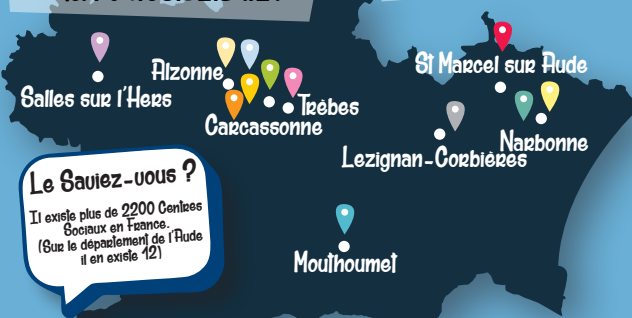 St Marcel sur Aude
Alzonne
Salles sur l'Hers
Trèbes
Carcassonne
Narbonne
Lezignan-Corbières
Le Saviez-vous ?
Il existe plus de 2200 Centres
Sociaux en France.
(Sur le département de l'Aude
il en existe 12)
Mouthoumet